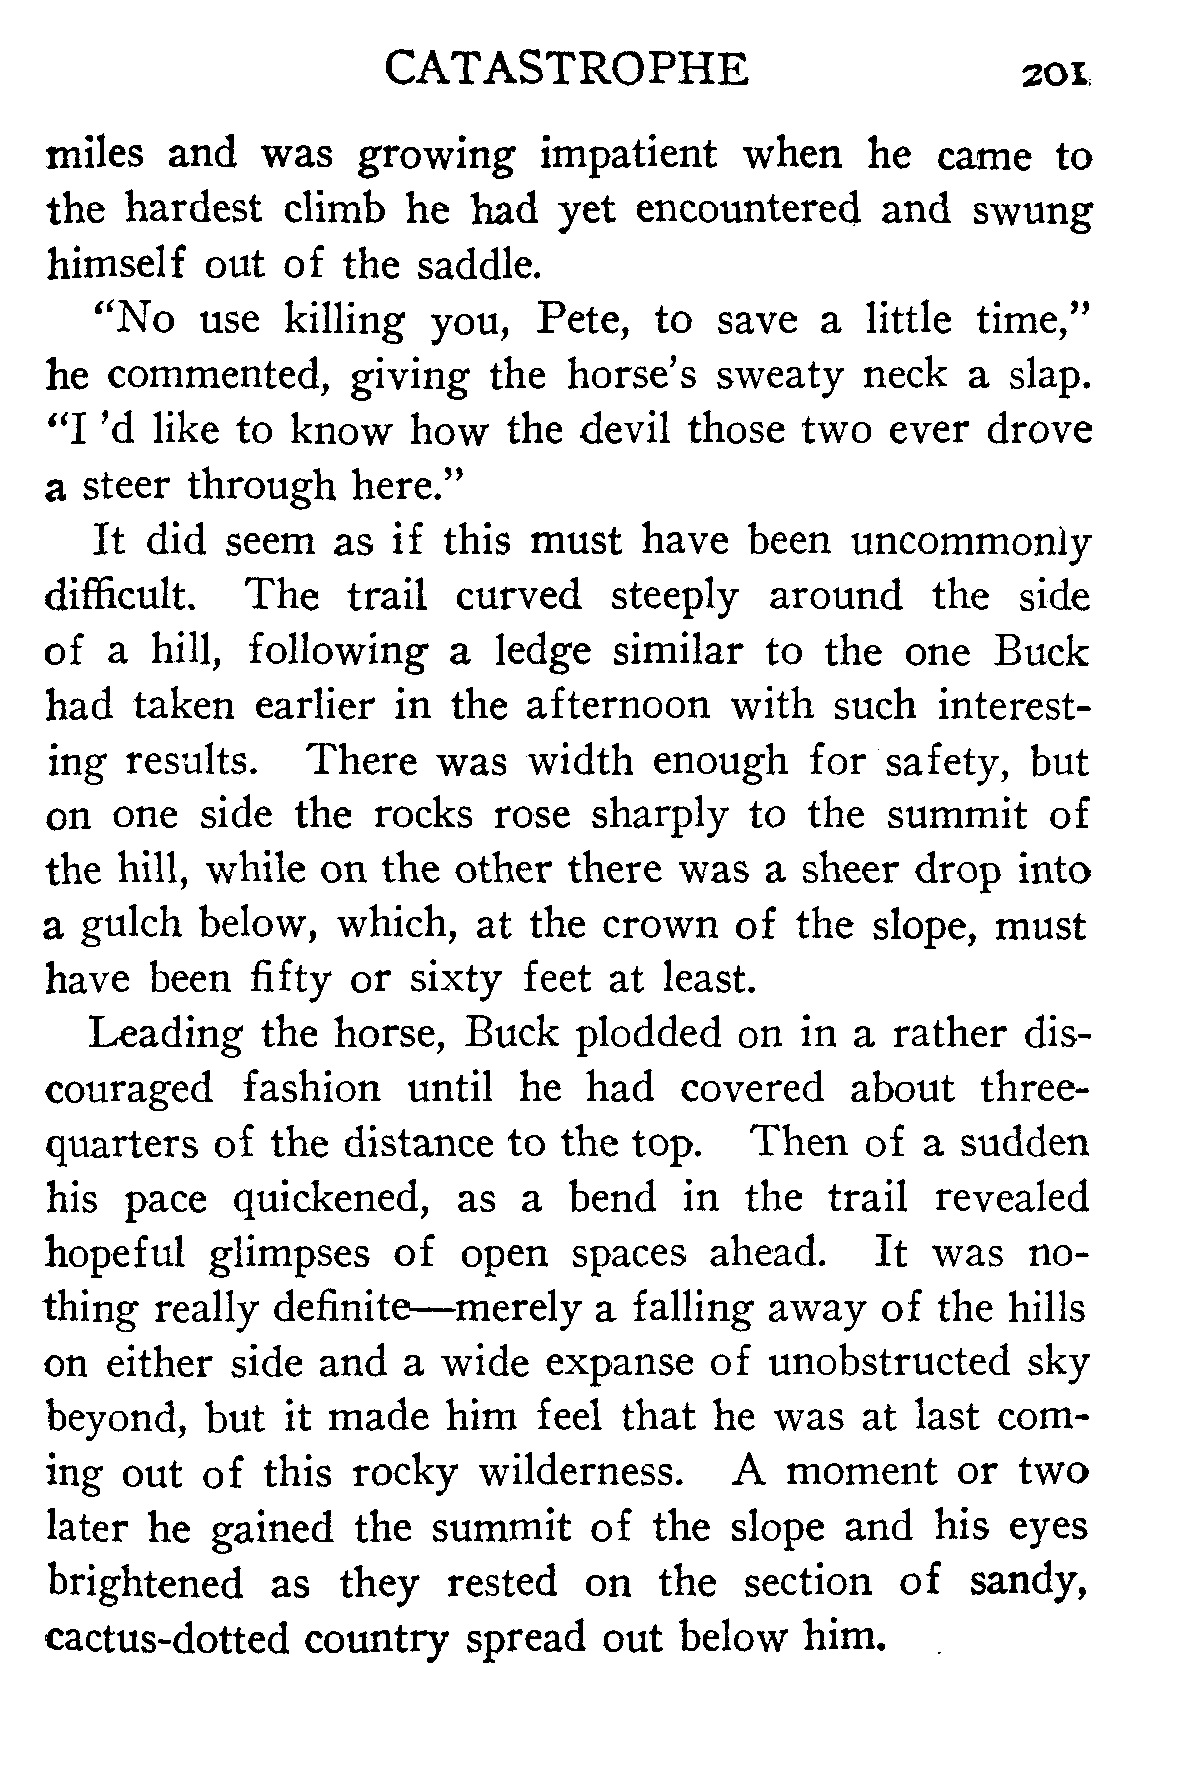 CATASTROPHE 201
miles and was growing impatient when he came to
the hardest climb he had yet encountered and swung
himself out of the saddle.
“No use killing you, Pete, to save a little time,”
he commented, giving the horse’s sweaty neck a slap.
“I ’d like to know how the devil those two ever drove
a steer through here.”
It did seem as if this must have been uncommonly
difficult. The trail curved steeply around the side
of a hill, following a ledge similar to the one Buck
had taken earlier in the afternoon with such interest-
ing results. There was width enough for safety, but
on one side the rocks rose sharply to the summit of
the hill, while on the other there was a sheer drop into
a gulch below, which, at the crown of the slope, must
have been fifty or sixty feet at least.
Leading the horse, Buck plodded on in a rather dis-
couraged fashion until he had covered about three-
quarters of the distance to the top. Then of a sudden
his pace quickened, as a bend in the trail revealed
hopeful glimpses of open spaces ahead. It was no-
thing really definite—merely a falling away of the hills
on either side and a wide expanse of unobstructed sky
beyond, but it made him feel that he was at last com-
ing out of this rocky wilderness. A moment or two
later he gained the summit of the slope and his eyes
brightened as they rested on the section of sandy,
cactus-dotted country spread out below him.